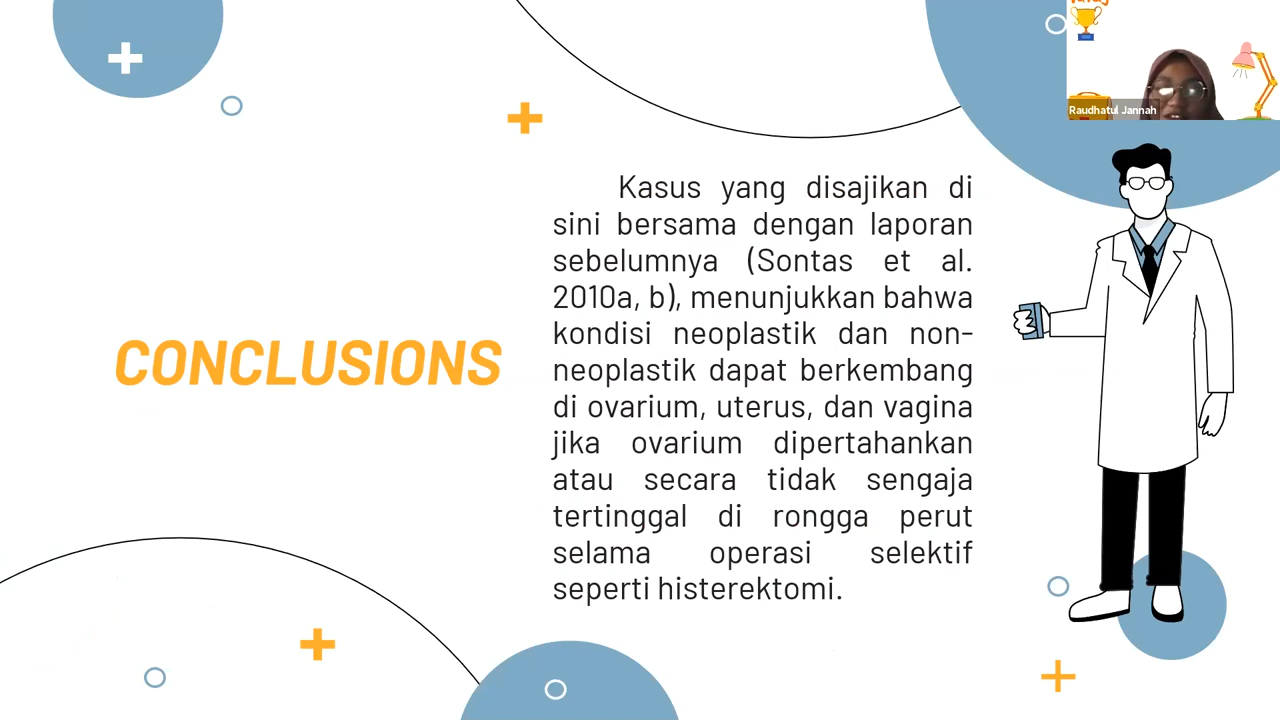 Raudhatul Jannah
Kasus yang disajikan di
sini bersama dengan laporan
sebelumnya (Sontas et al.
2010a, b), menunjukkan bahwa
kondisi neoplastik dan non-
neoplastik dapat berkembang
di ovarium, uterus, dan vagina
jika ovarium dipertahankan
atau secara tidak sengaja
tertinggal di rongga perut
selama operasi selektif
seperti histerektomi.
CONCLUSIONS